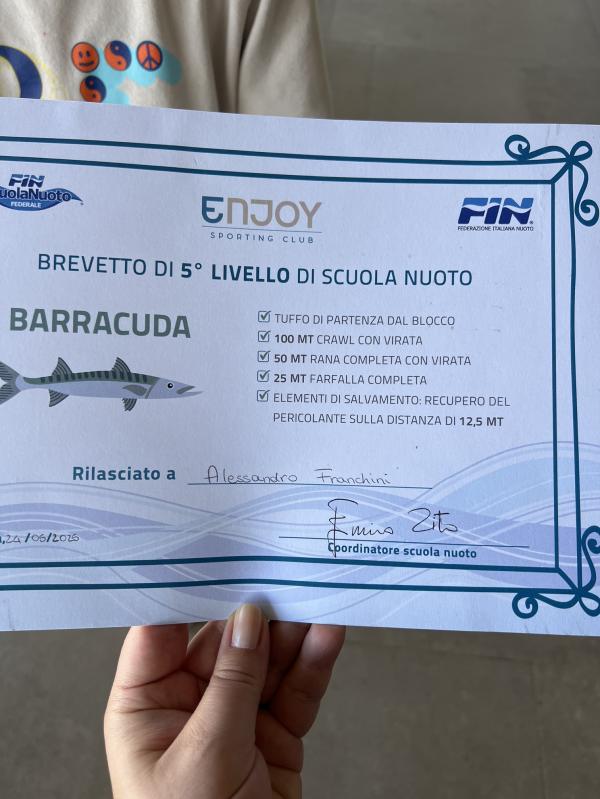 FIN
uolaNuoto
FEDERALE
ENJOY
SPORTING CLUB
FIN
FEDERAZIONE ITALIANA NUOTO
BREVETTO DI 5° LIVELLO DI SCUOLA NUOTO
BARRACUDA
TUFFO DI PARTENZA DAL BLOCCO
100 MT CRAWL CON VIRATA
50 MT RANA COMPLETA CON VIRATA
25 MT FARFALLA COMPLETA
ELEMENTI DI SALVAMENTO: RECUPERO DEL
PERICOLANTE SULLA DISTANZA DI 12,5 MT
Rilasciato a Alessandro Franchini
,24/05/2025
Emira Zito
Coordinatore scuola nuoto